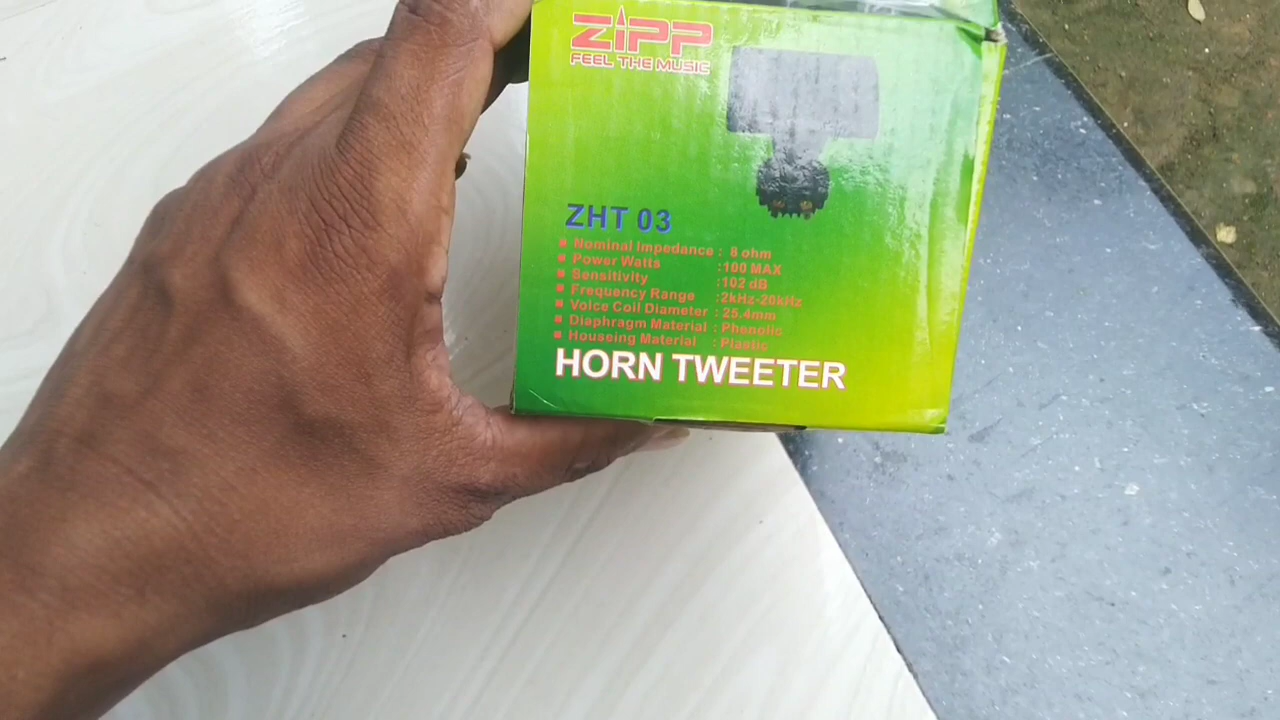 ZIPP
FEEL THE MUSIC
ZHT 03
Nominal Impedance : 8 ohm
Power Watts :100 MAX
Sensitivity :102 dB
Frequency Range :2kHz-20kHz
Voice Coil Diameter : 25.4mm
Diaphragm Material : Phenolic
Houseing Material : Plastic
HORN TWEETER